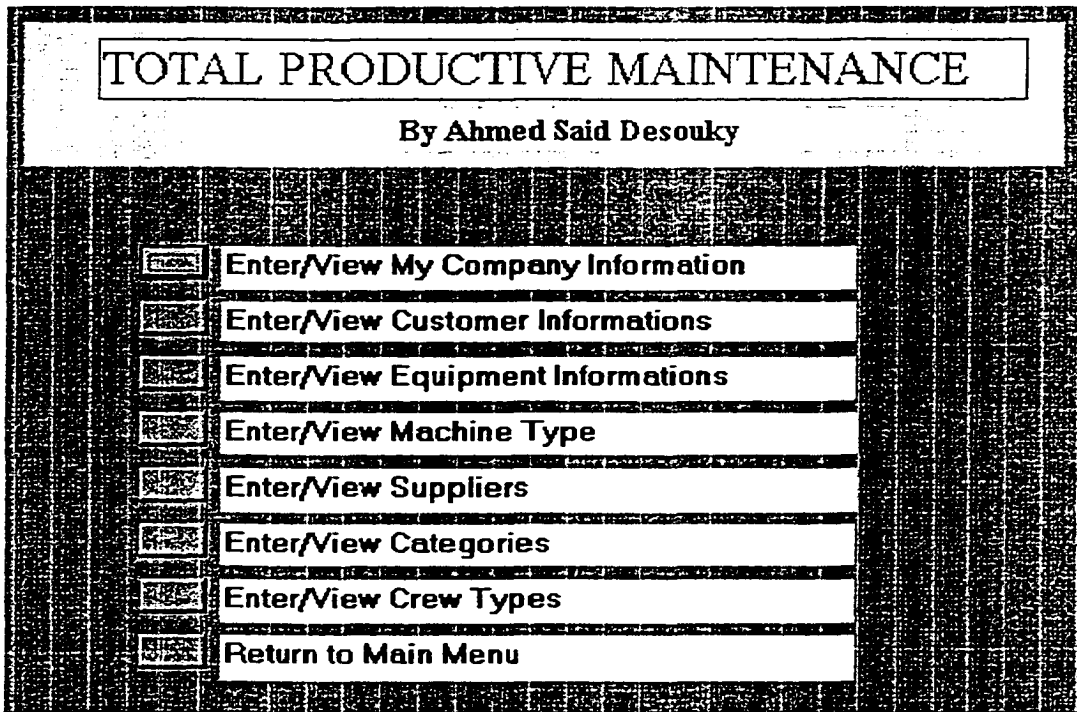 TOTAL PRODUCTIVE MAINTENANCE
By Ahmed Said Desouky
Enter/View My Company Information
Enter/View Customer Informations
Enter/View Equipment Informations
Enter/View Machine Type
Enter/View Suppliers
Enter/View Categories
Enter/View Crew Types
Return to Main Menu